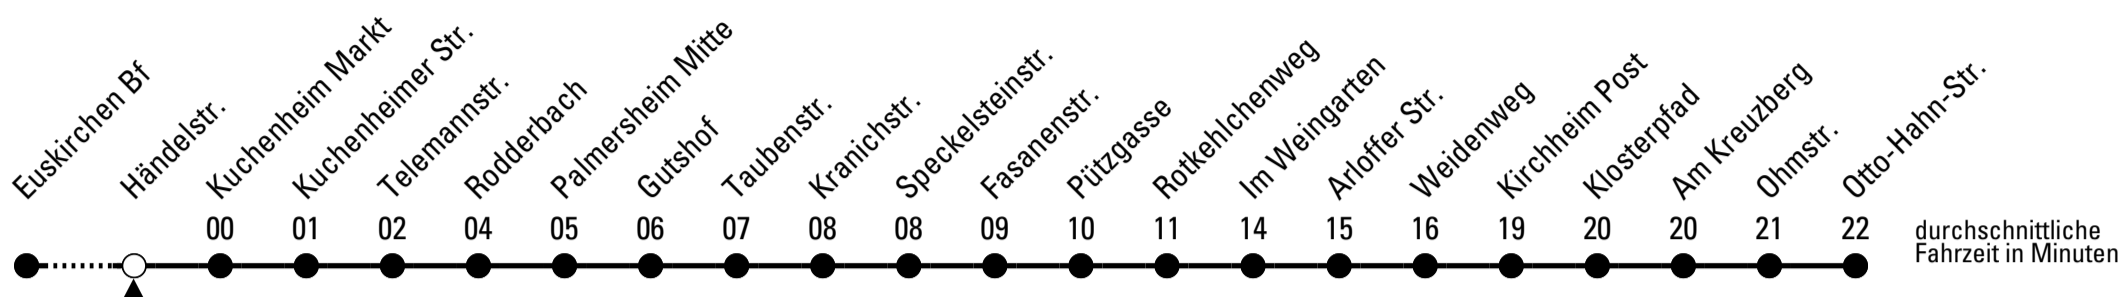 Euskirchen Bf
Händelstr.
Kuchenheim Markt
Kuchenheimer Str.
Telemannstr.
Rodderbach
Palmersheim Mitte
Gutshof
Taubenstr.
Kranichstr.
Speckelsteinstr.
Fasanenstr.
Pützgasse
Rotkehlchenweg
Im Weingarten
Arloffer Str.
Weidenweg
Kirchheim Post
Klosterpfad
Am Kreuzberg
Ohmstr.
Otto-Hahn-Str.
00 01 02 04 05 06 07 08 08 09 10 11 14 15 16 19 20 20 21 22
durchschnittliche
Fahrzeit in Minuten